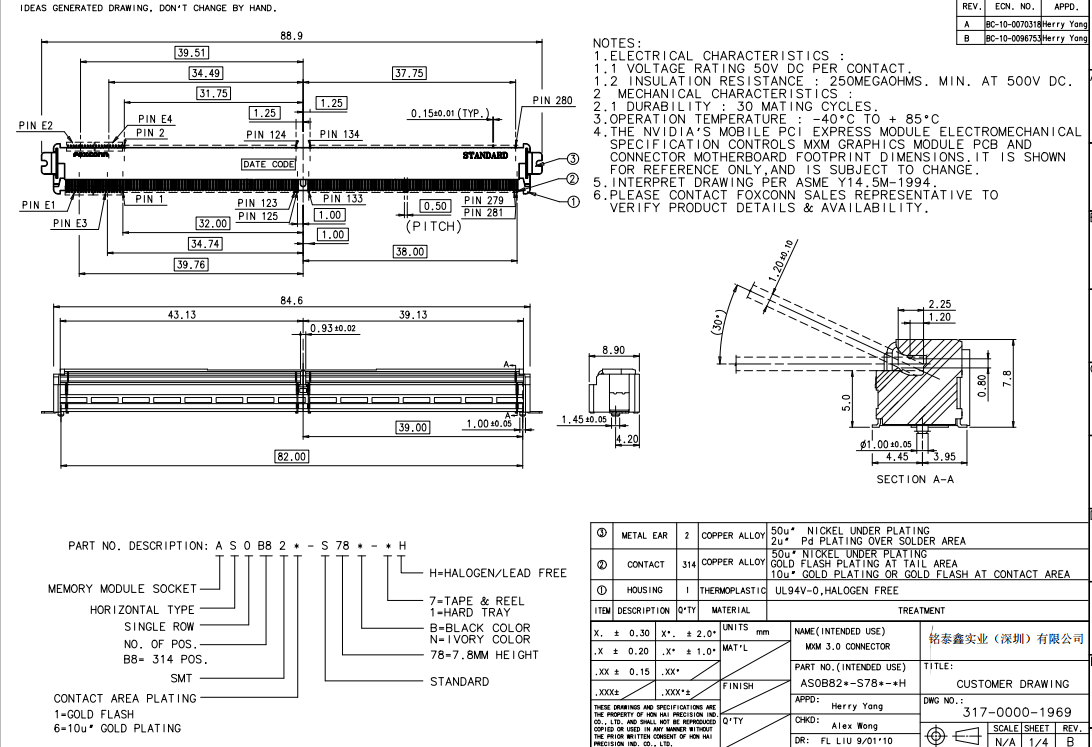 IDEAS GENERATED DRAWING, DON'T CHANGE BY HAND.
REV. ECN. NO. APPD.
A BC-10-0070318 Herry Yang
B BC-10-0096753 Herry Yang
88.9
39.51
34.49 37.75
31.75
1.25
1.25
0.15±0.01 (TYP.)
PIN 280
PIN E2
PIN E4
PIN 2
PIN 124
PIN 134
STANDARD
DATE CODE
③
②
①
PIN E1
PIN E3
PIN 1
PIN 123
PIN 125
PIN 133
PIN 279
PIN 281
0.50
(PITCH)
1.00
1.00
32.00
34.74
39.76
38.00
NOTES:
1.ELECTRICAL CHARACTERISTICS :
1.1 VOLTAGE RATING 50V DC PER CONTACT.
1.2 INSULATION RESISTANCE : 250MEGAOHMS. MIN. AT 500V DC.
2 MECHANICAL CHARACTERISTICS :
2.1 DURABILITY : 30 MATING CYCLES.
3.OPERATION TEMPERATURE : -40°C TO + 85°C
4.THE NVIDIA'S MOBILE PCI EXPRESS MODULE ELECTROMECHANICAL
SPECIFICATION CONTROLS MXM GRAPHICS MODULE PCB AND
CONNECTOR MOTHERBOARD FOOTPRINT DIMENSIONS.IT IS SHOWN
FOR REFERENCE ONLY,AND IS SUBJECT TO CHANGE.
5.INTERPRET DRAWING PER ASME Y14.5M-1994.
6.PLEASE CONTACT FOXCONN SALES REPRESENTATIVE TO
VERIFY PRODUCT DETAILS & AVAILABILITY.
84.6
43.13 39.13
0.93±0.02
A
A
1.00±0.05
39.00
82.00
8.90
1.45±0.05
4.20
1.20±0.10
(30°)
2.25
1.20
5.0
0.80
7.8
ø1.00±0.05
4.45 3.95
SECTION A-A
PART NO. DESCRIPTION: A S 0 B8 2 * - S 78 * - * H
MEMORY MODULE SOCKET
HORIZONTAL TYPE
SINGLE ROW
NO. OF POS.
B8= 314 POS.
SMT
CONTACT AREA PLATING
1=GOLD FLASH
6=10u" GOLD PLATING
H=HALOGEN/LEAD FREE
7=TAPE & REEL
1=HARD TRAY
B=BLACK COLOR
N=IVORY COLOR
78=7.8MM HEIGHT
STANDARD
③ METAL EAR 2 COPPER ALLOY 50u" NICKEL UNDER PLATING
2u" Pd PLATING OVER SOLDER AREA
② CONTACT 314 COPPER ALLOY 50u" NICKEL UNDER PLATING
GOLD FLASH PLATING AT TAIL AREA
10u" GOLD PLATING OR GOLD FLASH AT CONTACT AREA
① HOUSING 1 THERMOPLASTIC UL94V-0,HALOGEN FREE
ITEM DESCRIPTION Q'TY MATERIAL TREATMENT
X. ± 0.30 X°. ± 2.0°
.X ± 0.20 .X° ± 1.0°
.XX ± 0.15 .XX°
.XXX± .XXX°±
THESE DRAWINGS AND SPECIFICATIONS ARE
THE PROPERTY OF HON HAI PRECISION IND.
CO., LTD. AND SHALL NOT BE REPRODUCED
COPIED OR USED IN ANY MANNER WITHOUT
THE PRIOR WRITTEN CONSENT OF HON HAI
PRECISION IND. CO., LTD.
UNITS mm
MAT'L
FINISH
Q'TY
NAME(INTENDED USE)
MXM 3.0 CONNECTOR
PART NO.(INTENDED USE)
AS0B82*-S78*-*H
APPD: Herry Yang
CHKD: Alex Wong
DR: FL LIU 9/01'10
铭泰鑫实业（深圳）有限公司
TITLE:
CUSTOMER DRAWING
DWG NO.:
317-0000-1969
SCALE SHEET REV.
N/A 1/4 B